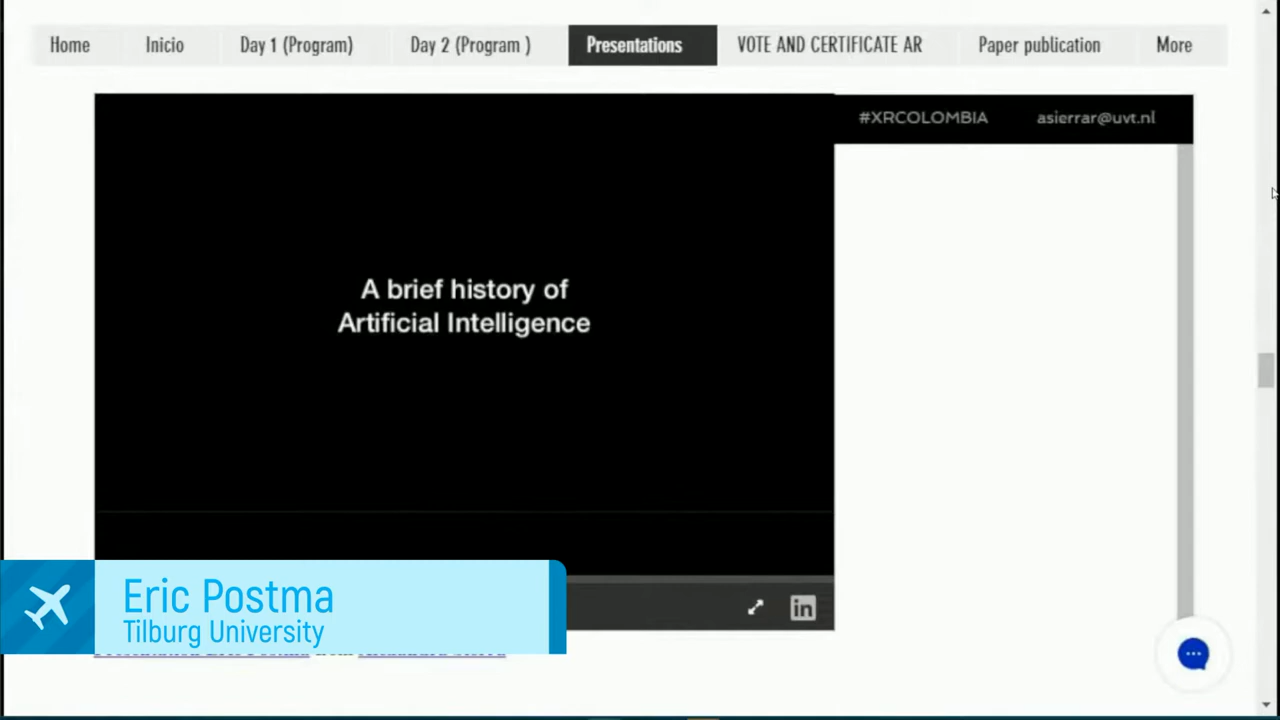 Home Inicio Day 1 (Program) Day 2 (Program ) Presentations VOTE AND CERTIFICATE AR Paper publication More
#XRCOLOMBIA asierrar@uvt.nl
A brief history of
Artificial Intelligence
in
Eric Postma
Tilburg University